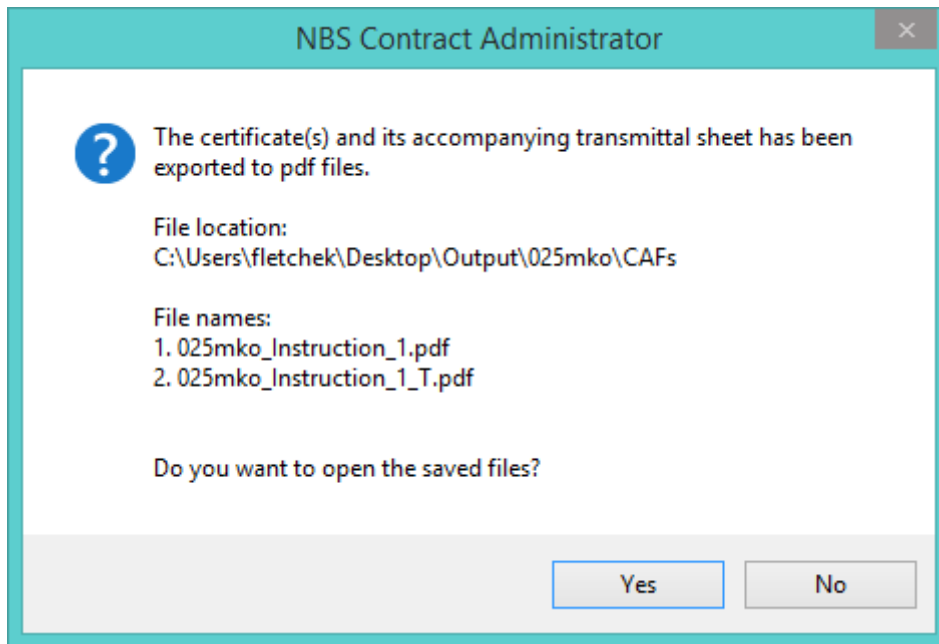 NBS Contract Administrator
The certificate(s) and its accompanying transmittal sheet has been
exported to pdf files.
File location:
C:\Users\fletchek\Desktop\Output\025mko\CAFs
File names:
1. 025mko_Instruction_1.pdf
2. 025mko_Instruction_1_T.pdf
Do you want to open the saved files?
Yes
No